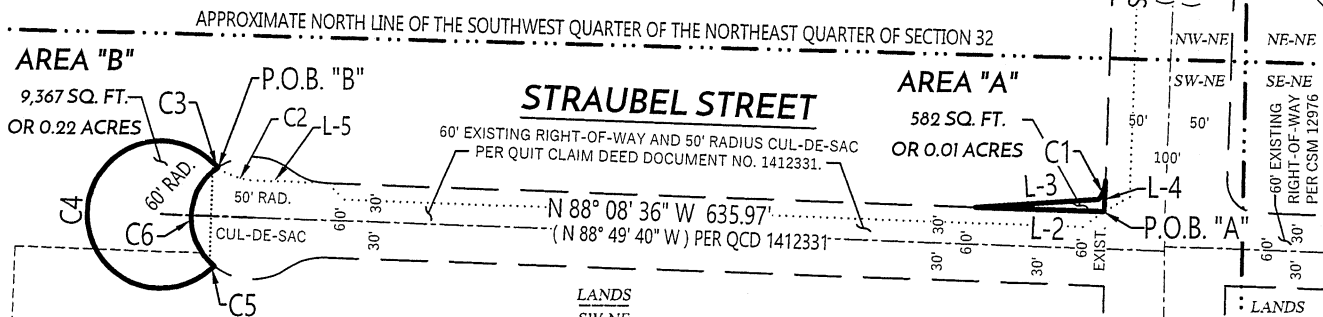 APPROXIMATE NORTH LINE OF THE SOUTHWEST QUARTER OF THE NORTHEAST QUARTER OF SECTION 32
NW-NE
NE-NE
SW-NE
SE-NE
AREA "B"
9,367 SQ. FT.
OR 0.22 ACRES
C3
P.O.B. "B"
C2
L-5
STRAUBEL STREET
60' EXISTING RIGHT-OF-WAY AND 50' RADIUS CUL-DE-SAC
PER QUIT CLAIM DEED DOCUMENT NO. 1412331.
AREA "A"
582 SQ. FT.
OR 0.01 ACRES
C1
50'
50'
100'
60' EXISTING
RIGHT-OF-WAY
PER CSM 12976
60' RAD.
50' RAD.
C4
C6
CUL-DE-SAC
C5
60'
30'
30'
N 88° 08' 36" W 635.97'
( N 88° 49' 40" W ) PER QCD 1412331
L-3
L-4
L-2
P.O.B. "A"
30'
60'
30'
30'
60'
EXIST.
60'
30'
30'
LANDS
SW-NE
LANDS